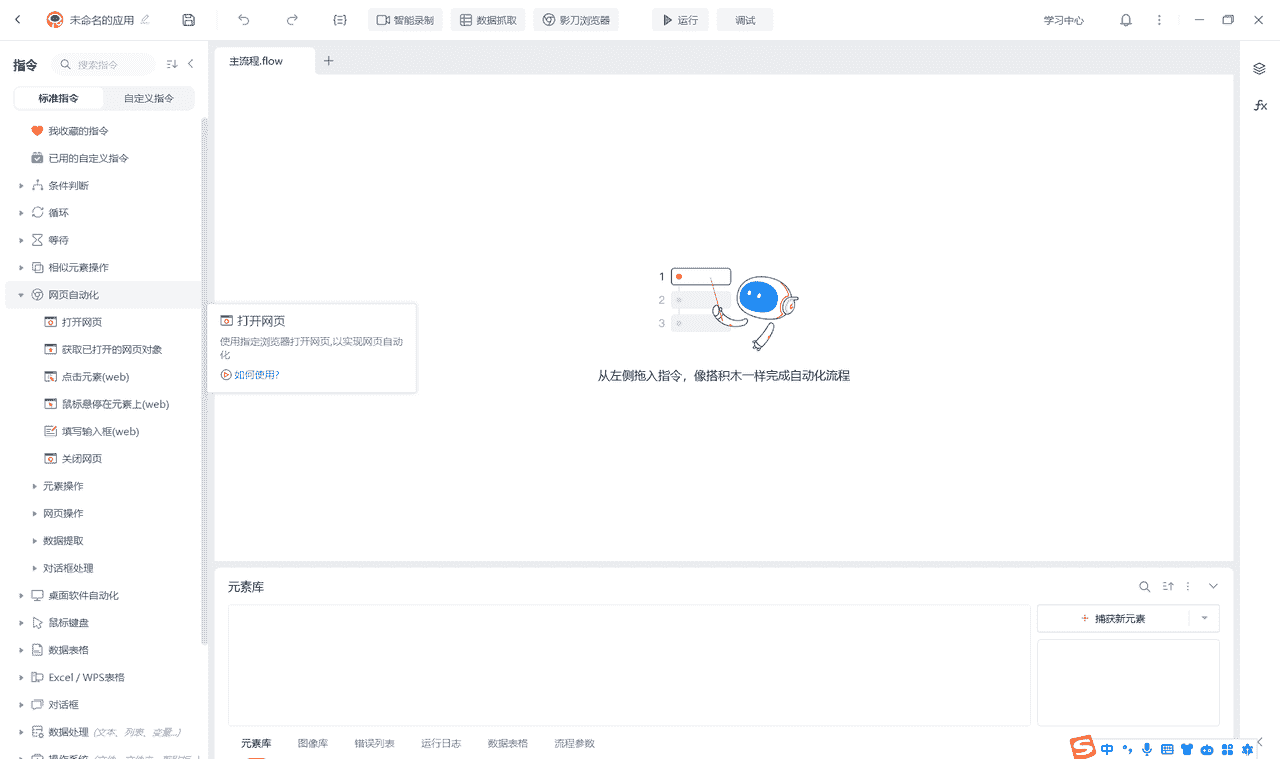 未命名的应用
智能录制
数据抓取
影刀浏览器
运行
调试
学习中心
指令
搜索指令
标准指令
自定义指令
主流程.flow
fx
我收藏的指令
已用的自定义指令
条件判断
循环
等待
相似元素操作
网页自动化
打开网页
获取已打开的网页对象
点击元素(web)
鼠标悬停在元素上(web)
填写输入框(web)
关闭网页
元素操作
网页操作
数据提取
对话框处理
桌面软件自动化
鼠标键盘
数据表格
Excel / WPS表格
对话框
数据处理 (文本、列表、变量...)
打开网页
使用指定浏览器打开网页,以实现网页自动
化
如何使用?
1
2
3
从左侧拖入指令，像搭积木一样完成自动化流程
元素库
捕获新元素
元素库
图像库
错误列表
运行日志
数据表格
流程参数
S 中